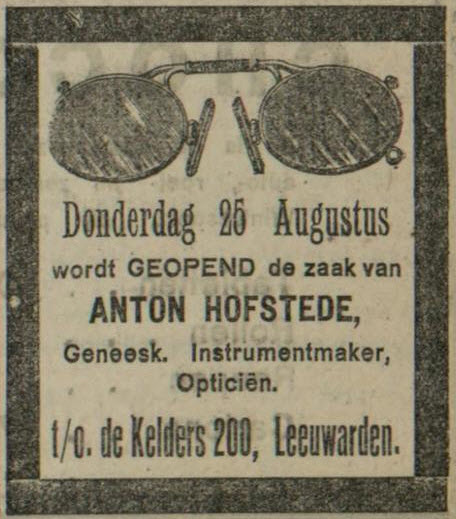 Donderdag 25 Augustus
wordt GEOPEND de zaak van
ANTON HOFSTEDE,
Geneesk. Instrumentmaker,
Opticiën.
t/o. de Kelders 200, Leeuwarden.